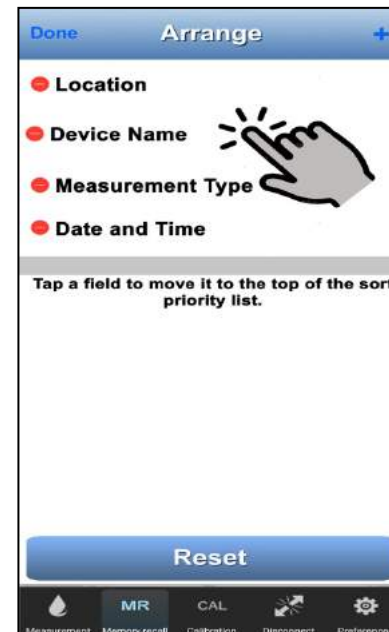 Done Arrange +
Location
Device Name
Measurement Type
Date and Time
Tap a field to move it to the top of the sort
priority list.
Reset
MR CAL
Measurement Memory recall Calibration Disconnect Preference